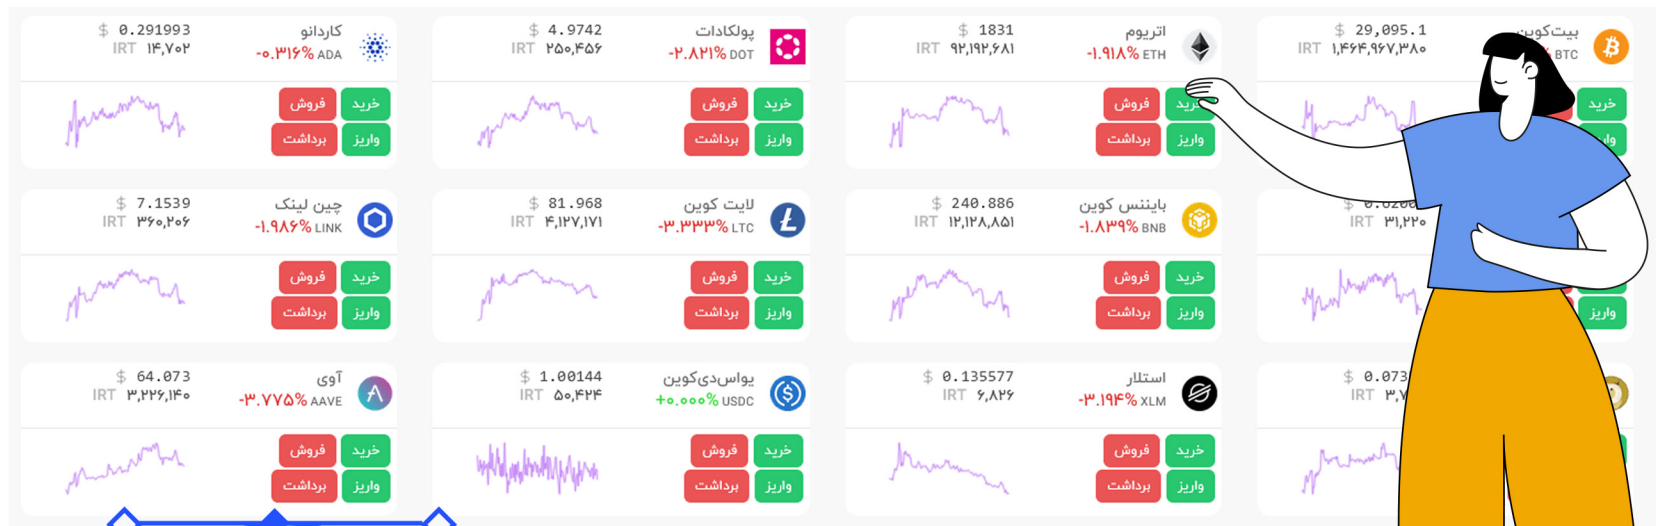 بیت‌کوین $ 29,095.1
BTC IRT ۱,۴۶۴,۹۶۷,۳۸۰
خرید
اتریوم $ 1831
-۱.۹۱۸% ETH IRT ۹۲,۱۹۲,۶۸۱
خرید فروش
واریز برداشت
پولکادات $ 4.9742
-۲.۸۲۱% DOT IRT ۲۵۰,۴۵۶
خرید فروش
واریز برداشت
کاردانو $ 0.291993
-۰.۳۱۶% ADA IRT ۱۴,۷۰۲
خرید فروش
واریز برداشت
IRT ۳۱,۲۲۰
واریز
بایننس کوین $ 240.886
-۱.۸۳۹% BNB IRT ۱۲,۱۲۸,۸۵۱
خرید فروش
واریز برداشت
لایت کوین $ 81.968
-۳.۳۳۳% LTC IRT ۴,۱۲۷,۱۷۱
خرید فروش
واریز برداشت
چین لینک $ 7.1539
-۱.۹۸۶% LINK IRT ۳۶۰,۲۰۶
خرید فروش
واریز برداشت
$ 0.073
IRT
استلار $ 0.135577
-۳.۱۹۴% XLM IRT ۶,۸۲۶
خرید فروش
واریز برداشت
یواس‌دی‌کوین $ 1.00144
+۰.۰۰۰% USDC IRT ۵۰,۴۲۴
خرید فروش
واریز برداشت
آوی $ 64.073
-۳.۷۷۵% AAVE IRT ۳,۲۲۶,۱۴۰
خرید فروش
واریز برداشت